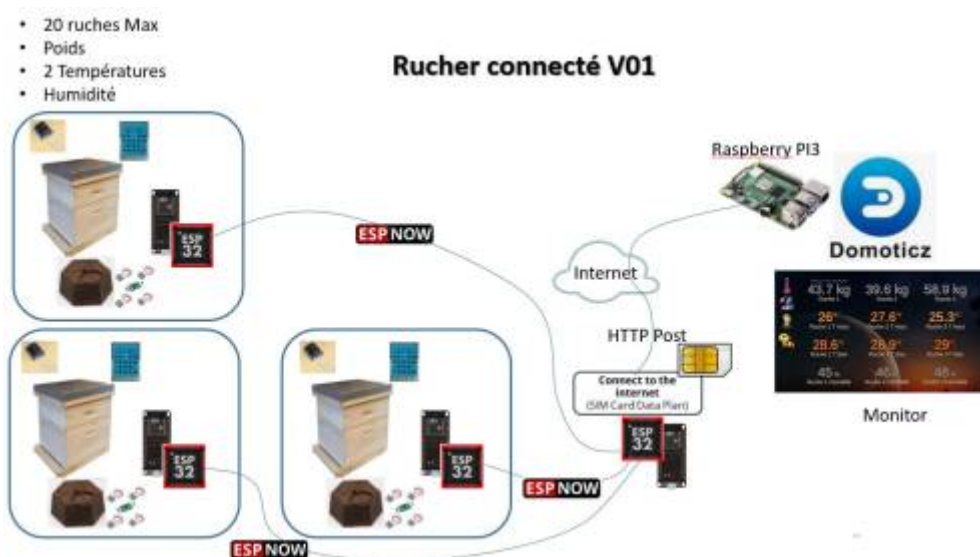 20 ruches Max
Poids
2 Températures
Humidité
Rucher connecté V01
Raspberry PI3
Domoticz
ESP NOW
Internet
HTTP Post
Connect to the
internet
(SIM Card Data Plan)
ESP
32
ESP
32
ESP
32
ESP
32
ESP NOW
ESP NOW
43.7 kg 39.6 kg 58.9 kg
26° 27.6° 25.3°
28.6° 28.9° 29°
45 46 46
Monitor